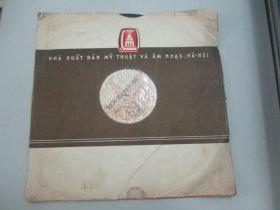 NHÀ XUẤT BẢN MỸ THUẬT VÀ ÂM NHẠC. HÀ-NỘI